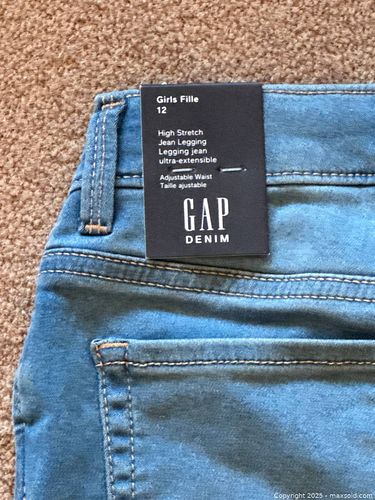 Girls Fille
12
High Stretch
Jean Legging
Legging jean
ultra-extensible
Adjustable Waist
Taille ajustable
GAP
DENIM
Copyright 2025 - maxsold.com